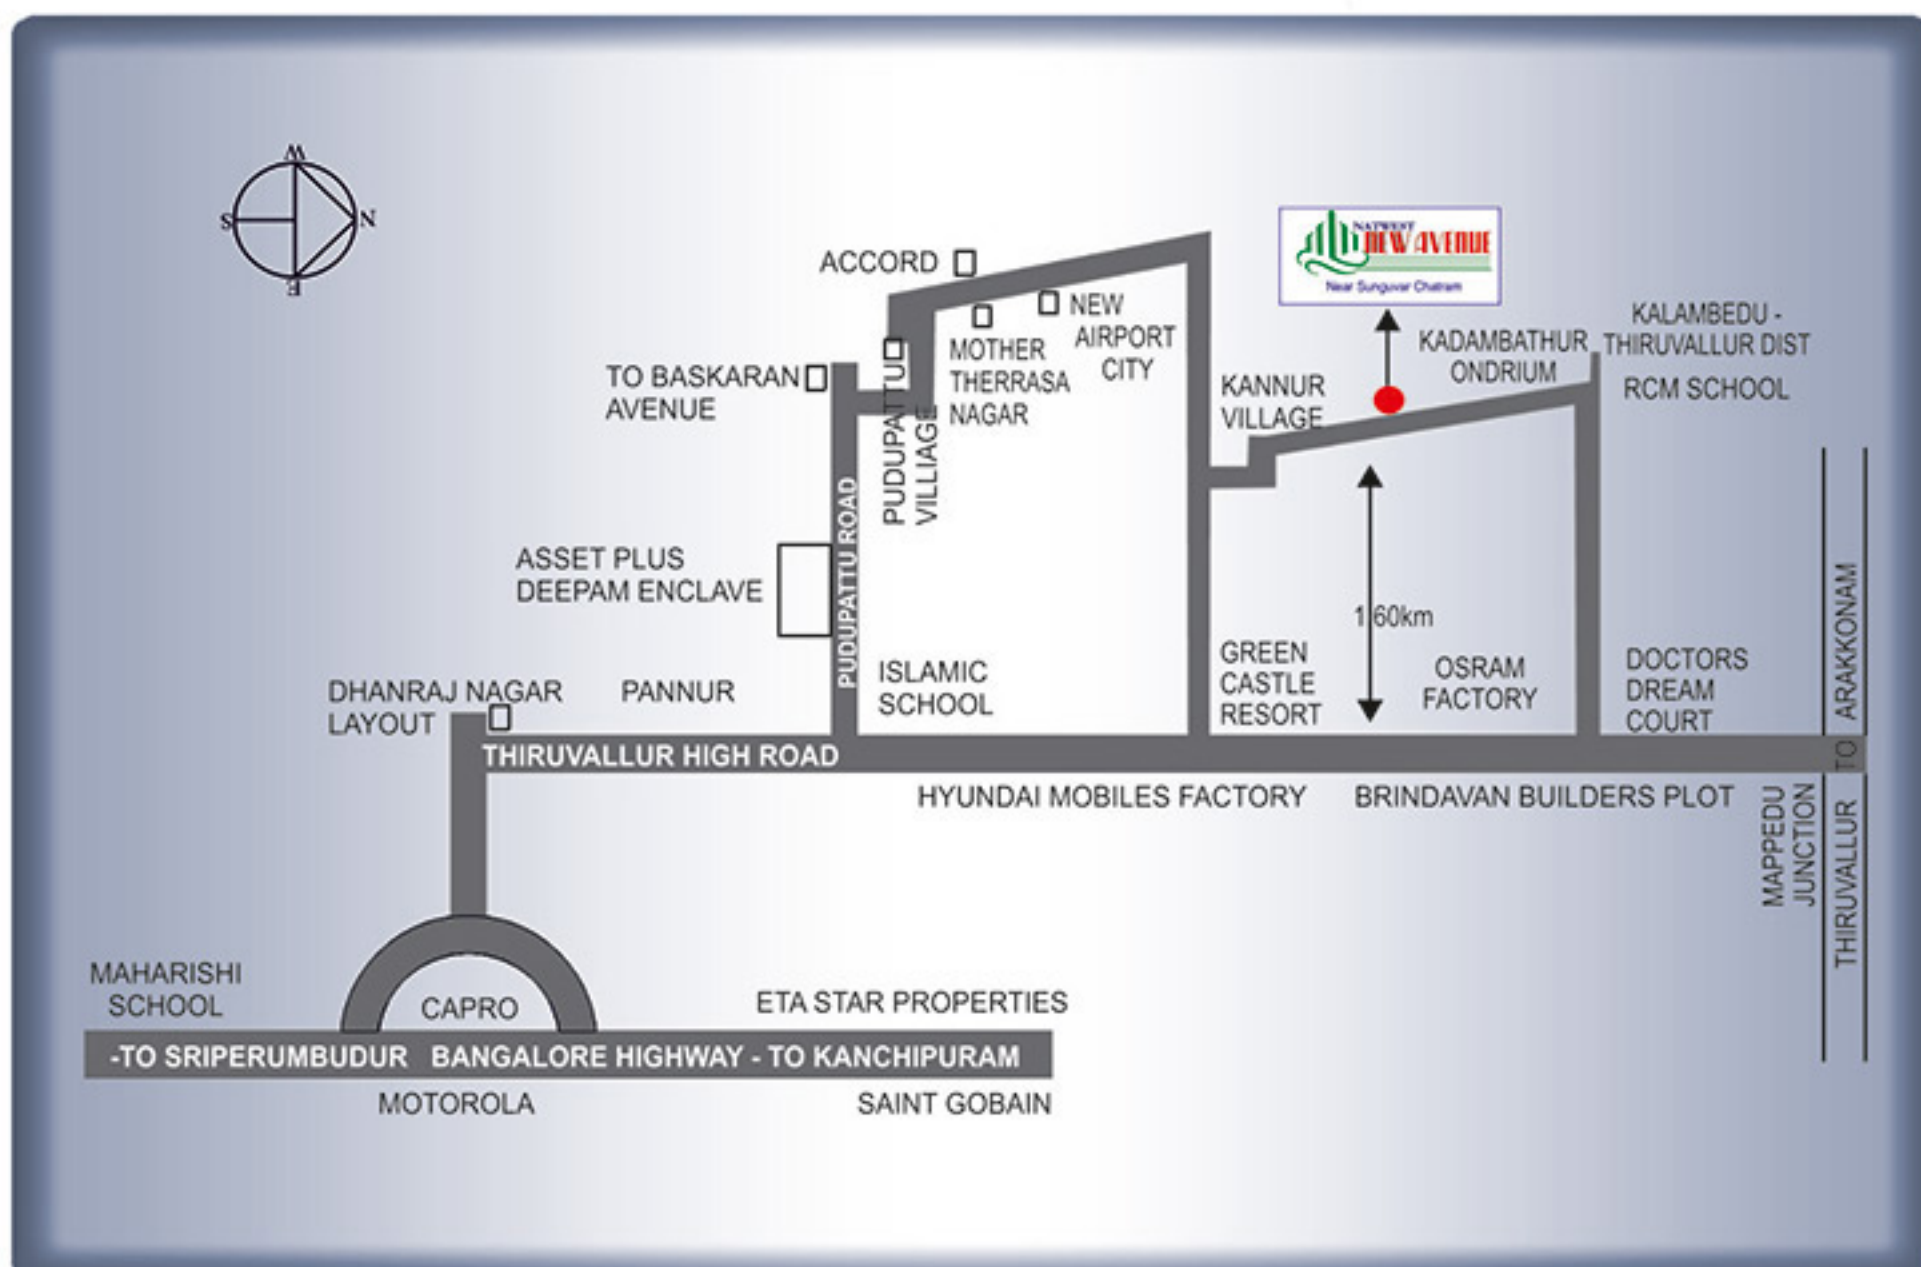 W
S
N
E
NATWEST
NEW AVENUE
Near Sunguvar Chatram
ACCORD
NEW
AIRPORT
CITY
MOTHER
THERRASA
NAGAR
TO BASKARAN
AVENUE
PUDUPATTU
VILLIAGE
KANNUR
VILLAGE
KADAMBATHUR
ONDRIUM
KALAMBEDU -
THIRUVALLUR DIST
RCM SCHOOL
ASSET PLUS
DEEPAM ENCLAVE
PUDUPATTU ROAD
1.60km
ISLAMIC
SCHOOL
GREEN
CASTLE
RESORT
OSRAM
FACTORY
DOCTORS
DREAM
COURT
DHANRAJ NAGAR
LAYOUT
PANNUR
THIRUVALLUR HIGH ROAD
HYUNDAI MOBILES FACTORY
BRINDAVAN BUILDERS PLOT
MAPPEDU
JUNCTION
THIRUVALLUR TO ARAKKONAM
MAHARISHI
SCHOOL
CAPRO
ETA STAR PROPERTIES
-TO SRIPERUMBUDUR BANGALORE HIGHWAY - TO KANCHIPURAM
MOTOROLA
SAINT GOBAIN